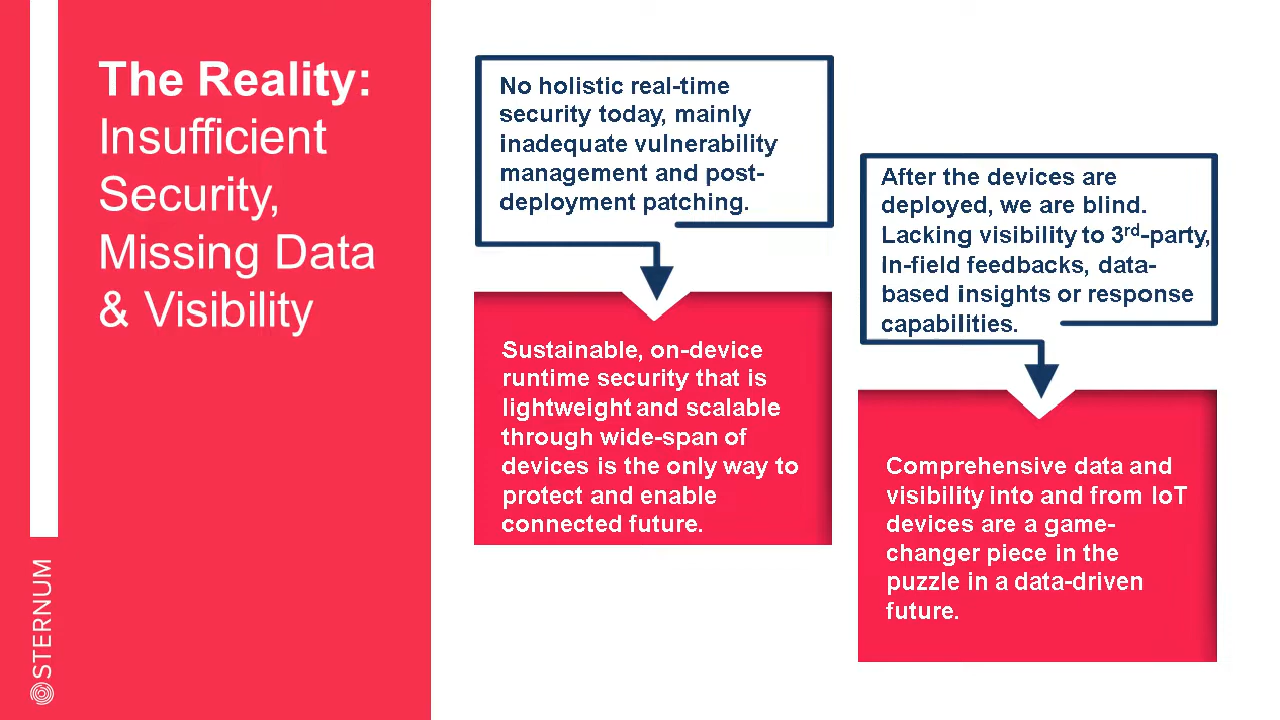 The Reality:
Insufficient
Security,
Missing Data
& Visibility
STERNUM
No holistic real-time
security today, mainly
inadequate vulnerability
management and post-
deployment patching.
Sustainable, on-device
runtime security that is
lightweight and scalable
through wide-span of
devices is the only way to
protect and enable
connected future.
After the devices are
deployed, we are blind.
Lacking visibility to 3rd-party,
In-field feedbacks, data-
based insights or response
capabilities.
Comprehensive data and
visibility into and from IoT
devices are a game-
changer piece in the
puzzle in a data-driven
future.